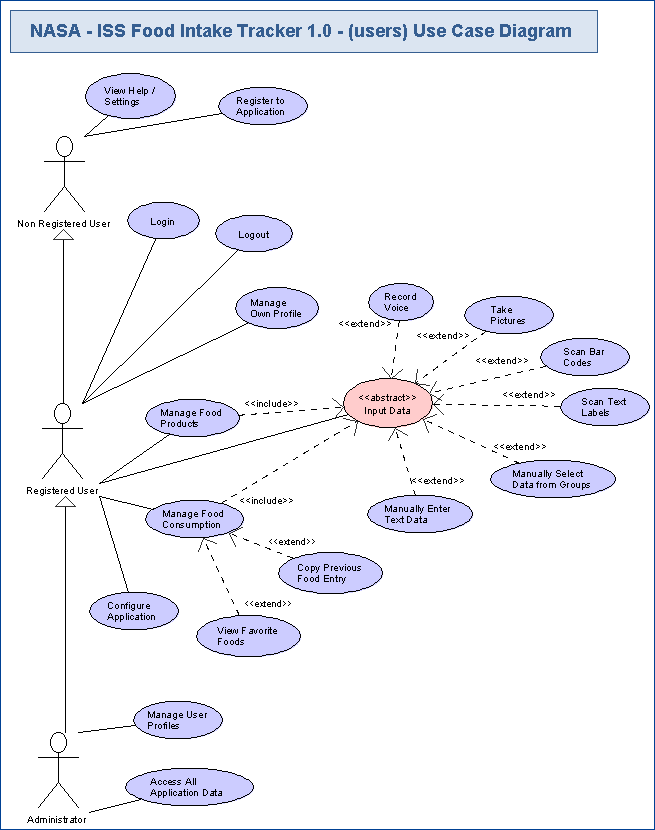 NASA - ISS Food Intake Tracker 1.0 - (users) Use Case Diagram
View Help /
Settings
Register to
Application
Non Registered User
Login
Logout
Manage
Own Profile
Record
Voice
Take
Pictures
<<extend>>
<<extend>>
Scan Bar
Codes
<<extend>>
<<extend>>
Scan Text
Labels
<<abstract>>
Input Data
Manage Food
Products
<<include>>
<<extend>>
Manually Select
Data from Groups
<<extend>>
Manually Enter
Text Data
Registered User
Manage Food
Consumption
<<include>>
<<extend>>
Copy Previous
Food Entry
<<extend>>
View Favorite
Foods
Configure
Application
Manage User
Profiles
Access All
Application Data
Administrator